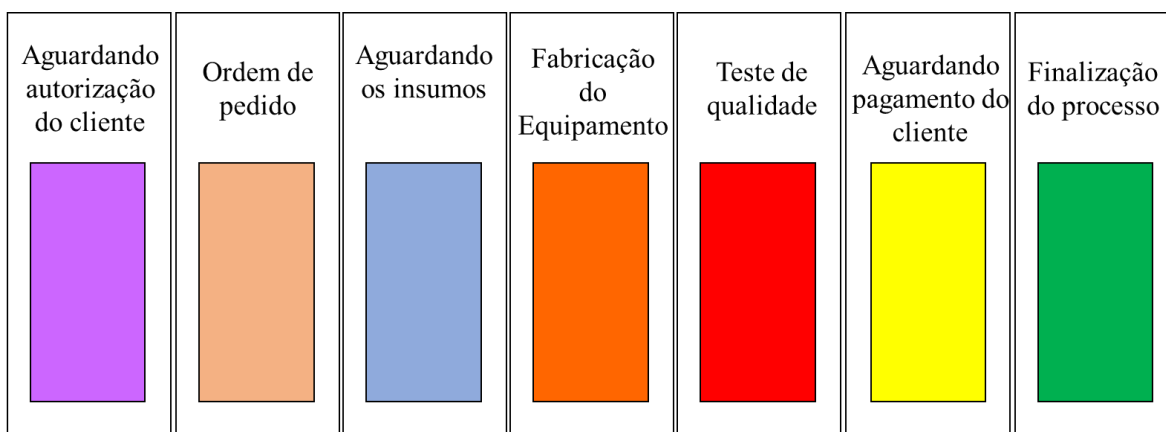 Aguardando
autorização
do cliente
Ordem de
pedido
Aguardando
os insumos
Fabricação
do
Equipamento
Teste de
qualidade
Aguardando
pagamento do
cliente
Finalização
do processo